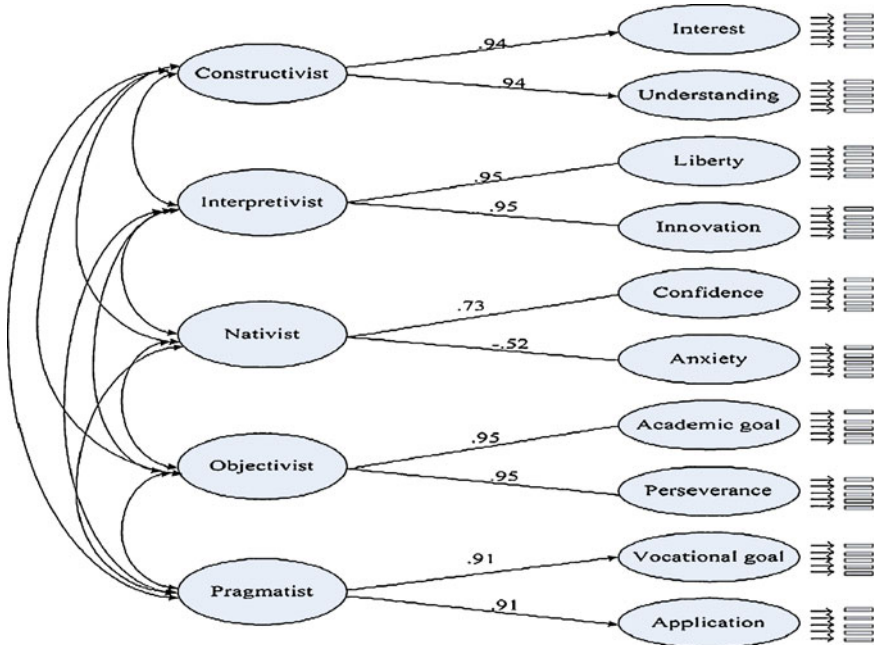 Constructivist
.94
Interest
.94
Understanding
Interpretivist
.95
Liberty
.95
Innovation
Nativist
.73
Confidence
-.52
Anxiety
Objectivist
.95
Academic goal
.95
Perseverance
Pragmatist
.91
Vocational goal
.91
Application